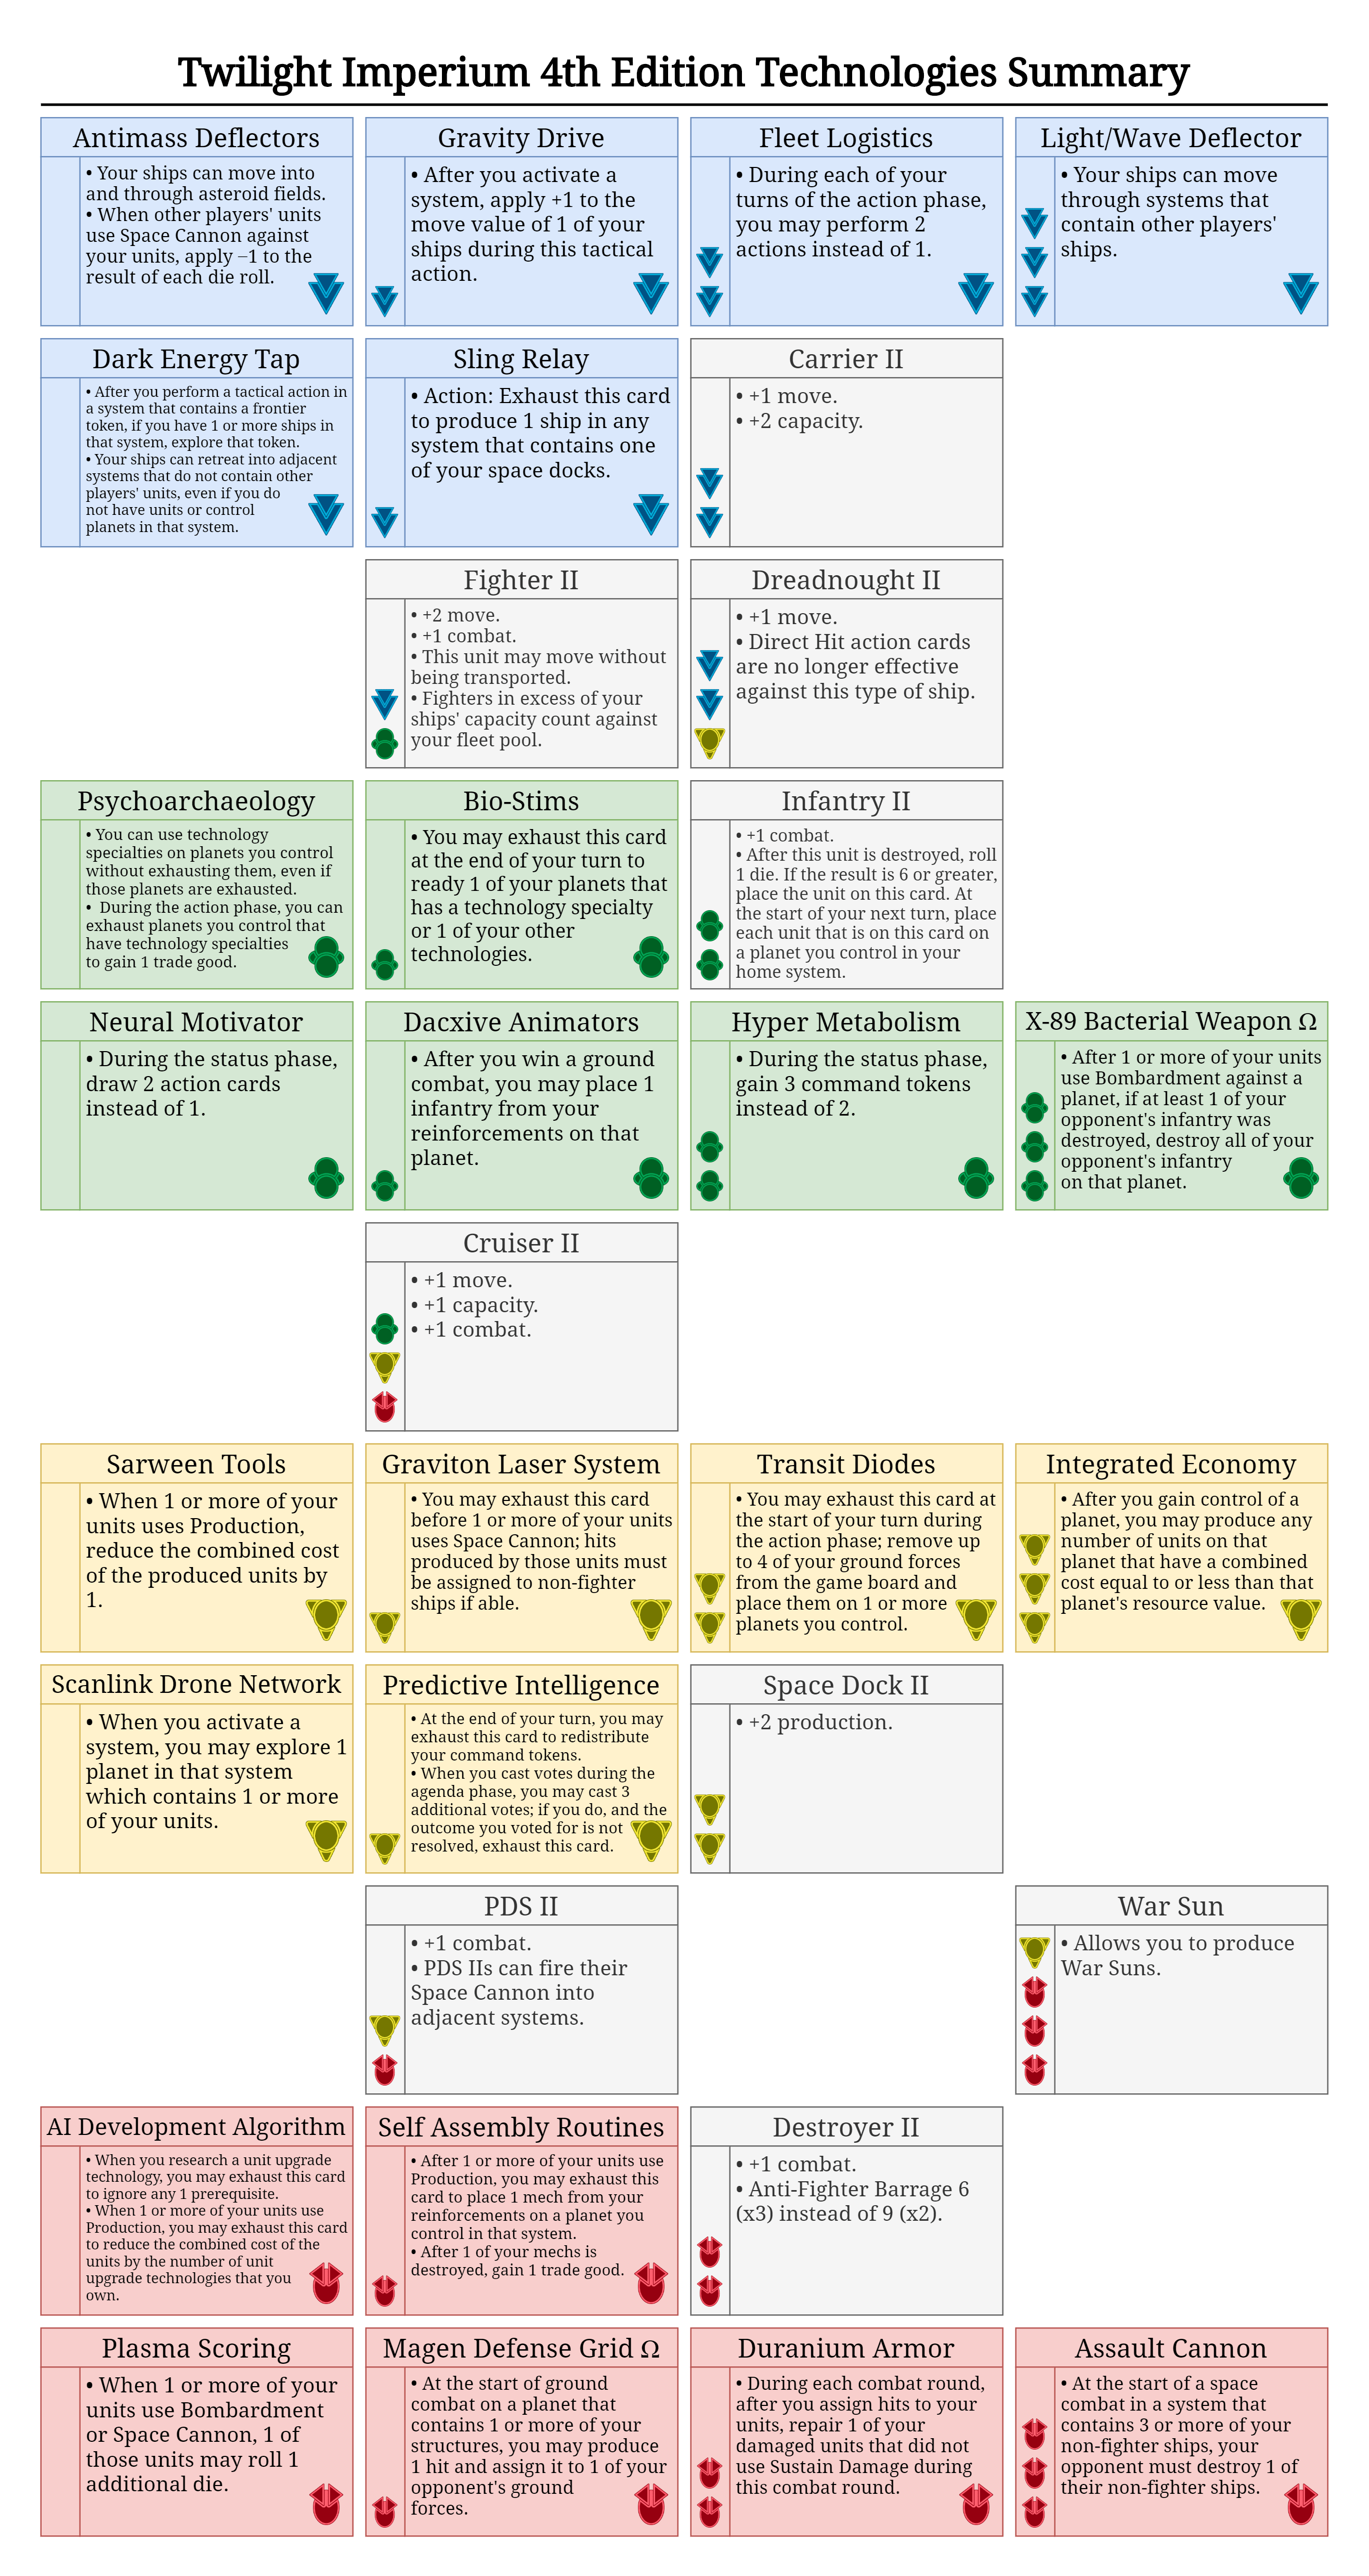 Twilight Imperium 4th Edition Technologies Summary
Antimass Deflectors
• Your ships can move into
and through asteroid fields.
• When other players' units
use Space Cannon against
your units, apply −1 to the
result of each die roll.
Gravity Drive
• After you activate a
system, apply +1 to the
move value of 1 of your
ships during this tactical
action.
Fleet Logistics
• During each of your
turns of the action phase,
you may perform 2
actions instead of 1.
Light/Wave Deflector
• Your ships can move
through systems that
contain other players'
ships.
Dark Energy Tap
• After you perform a tactical action in
a system that contains a frontier
token, if you have 1 or more ships in
that system, explore that token.
• Your ships can retreat into adjacent
systems that do not contain other
players' units, even if you do
not have units or control
planets in that system.
Sling Relay
• Action: Exhaust this card
to produce 1 ship in any
system that contains one
of your space docks.
Carrier II
• +1 move.
• +2 capacity.
Fighter II
• +2 move.
• +1 combat.
• This unit may move without
being transported.
• Fighters in excess of your
ships' capacity count against
your fleet pool.
Dreadnought II
• +1 move.
• Direct Hit action cards
are no longer effective
against this type of ship.
Psychoarchaeology
• You can use technology
specialties on planets you control
without exhausting them, even if
those planets are exhausted.
•  During the action phase, you can
exhaust planets you control that
have technology specialties
to gain 1 trade good.
Bio-Stims
• You may exhaust this card
at the end of your turn to
ready 1 of your planets that
has a technology specialty
or 1 of your other
technologies.
Infantry II
• +1 combat.
• After this unit is destroyed, roll
1 die. If the result is 6 or greater,
place the unit on this card. At
the start of your next turn, place
each unit that is on this card on
a planet you control in your
home system.
Neural Motivator
• During the status phase,
draw 2 action cards
instead of 1.
Dacxive Animators
• After you win a ground
combat, you may place 1
infantry from your
reinforcements on that
planet.
Hyper Metabolism
• During the status phase,
gain 3 command tokens
instead of 2.
X-89 Bacterial Weapon Ω
• After 1 or more of your units
use Bombardment against a
planet, if at least 1 of your
opponent's infantry was
destroyed, destroy all of your
opponent's infantry
on that planet.
Cruiser II
• +1 move.
• +1 capacity.
• +1 combat.
Sarween Tools
• When 1 or more of your
units uses Production,
reduce the combined cost
of the produced units by
1.
Graviton Laser System
• You may exhaust this card
before 1 or more of your units
uses Space Cannon; hits
produced by those units must
be assigned to non-fighter
ships if able.
Transit Diodes
• You may exhaust this card at
the start of your turn during
the action phase; remove up
to 4 of your ground forces
from the game board and
place them on 1 or more
planets you control.
Integrated Economy
• After you gain control of a
planet, you may produce any
number of units on that
planet that have a combined
cost equal to or less than that
planet's resource value.
Scanlink Drone Network
• When you activate a
system, you may explore 1
planet in that system
which contains 1 or more
of your units.
Predictive Intelligence
• At the end of your turn, you may
exhaust this card to redistribute
your command tokens.
• When you cast votes during the
agenda phase, you may cast 3
additional votes; if you do, and the
outcome you voted for is not
resolved, exhaust this card.
Space Dock II
• +2 production.
PDS II
• +1 combat.
• PDS IIs can fire their
Space Cannon into
adjacent systems.
War Sun
• Allows you to produce
War Suns.
AI Development Algorithm
• When you research a unit upgrade
technology, you may exhaust this card
to ignore any 1 prerequisite.
• When 1 or more of your units use
Production, you may exhaust this card
to reduce the combined cost of the
units by the number of unit
upgrade technologies that you
own.
Self Assembly Routines
• After 1 or more of your units use
Production, you may exhaust this
card to place 1 mech from your
reinforcements on a planet you
control in that system.
• After 1 of your mechs is
destroyed, gain 1 trade good.
Destroyer II
• +1 combat.
• Anti-Fighter Barrage 6
(x3) instead of 9 (x2).
Plasma Scoring
• When 1 or more of your
units use Bombardment
or Space Cannon, 1 of
those units may roll 1
additional die.
Magen Defense Grid Ω
• At the start of ground
combat on a planet that
contains 1 or more of your
structures, you may produce
1 hit and assign it to 1 of your
opponent's ground
forces.
Duranium Armor
• During each combat round,
after you assign hits to your
units, repair 1 of your
damaged units that did not
use Sustain Damage during
this combat round.
Assault Cannon
• At the start of a space
combat in a system that
contains 3 or more of your
non-fighter ships, your
opponent must destroy 1 of
their non-fighter ships.